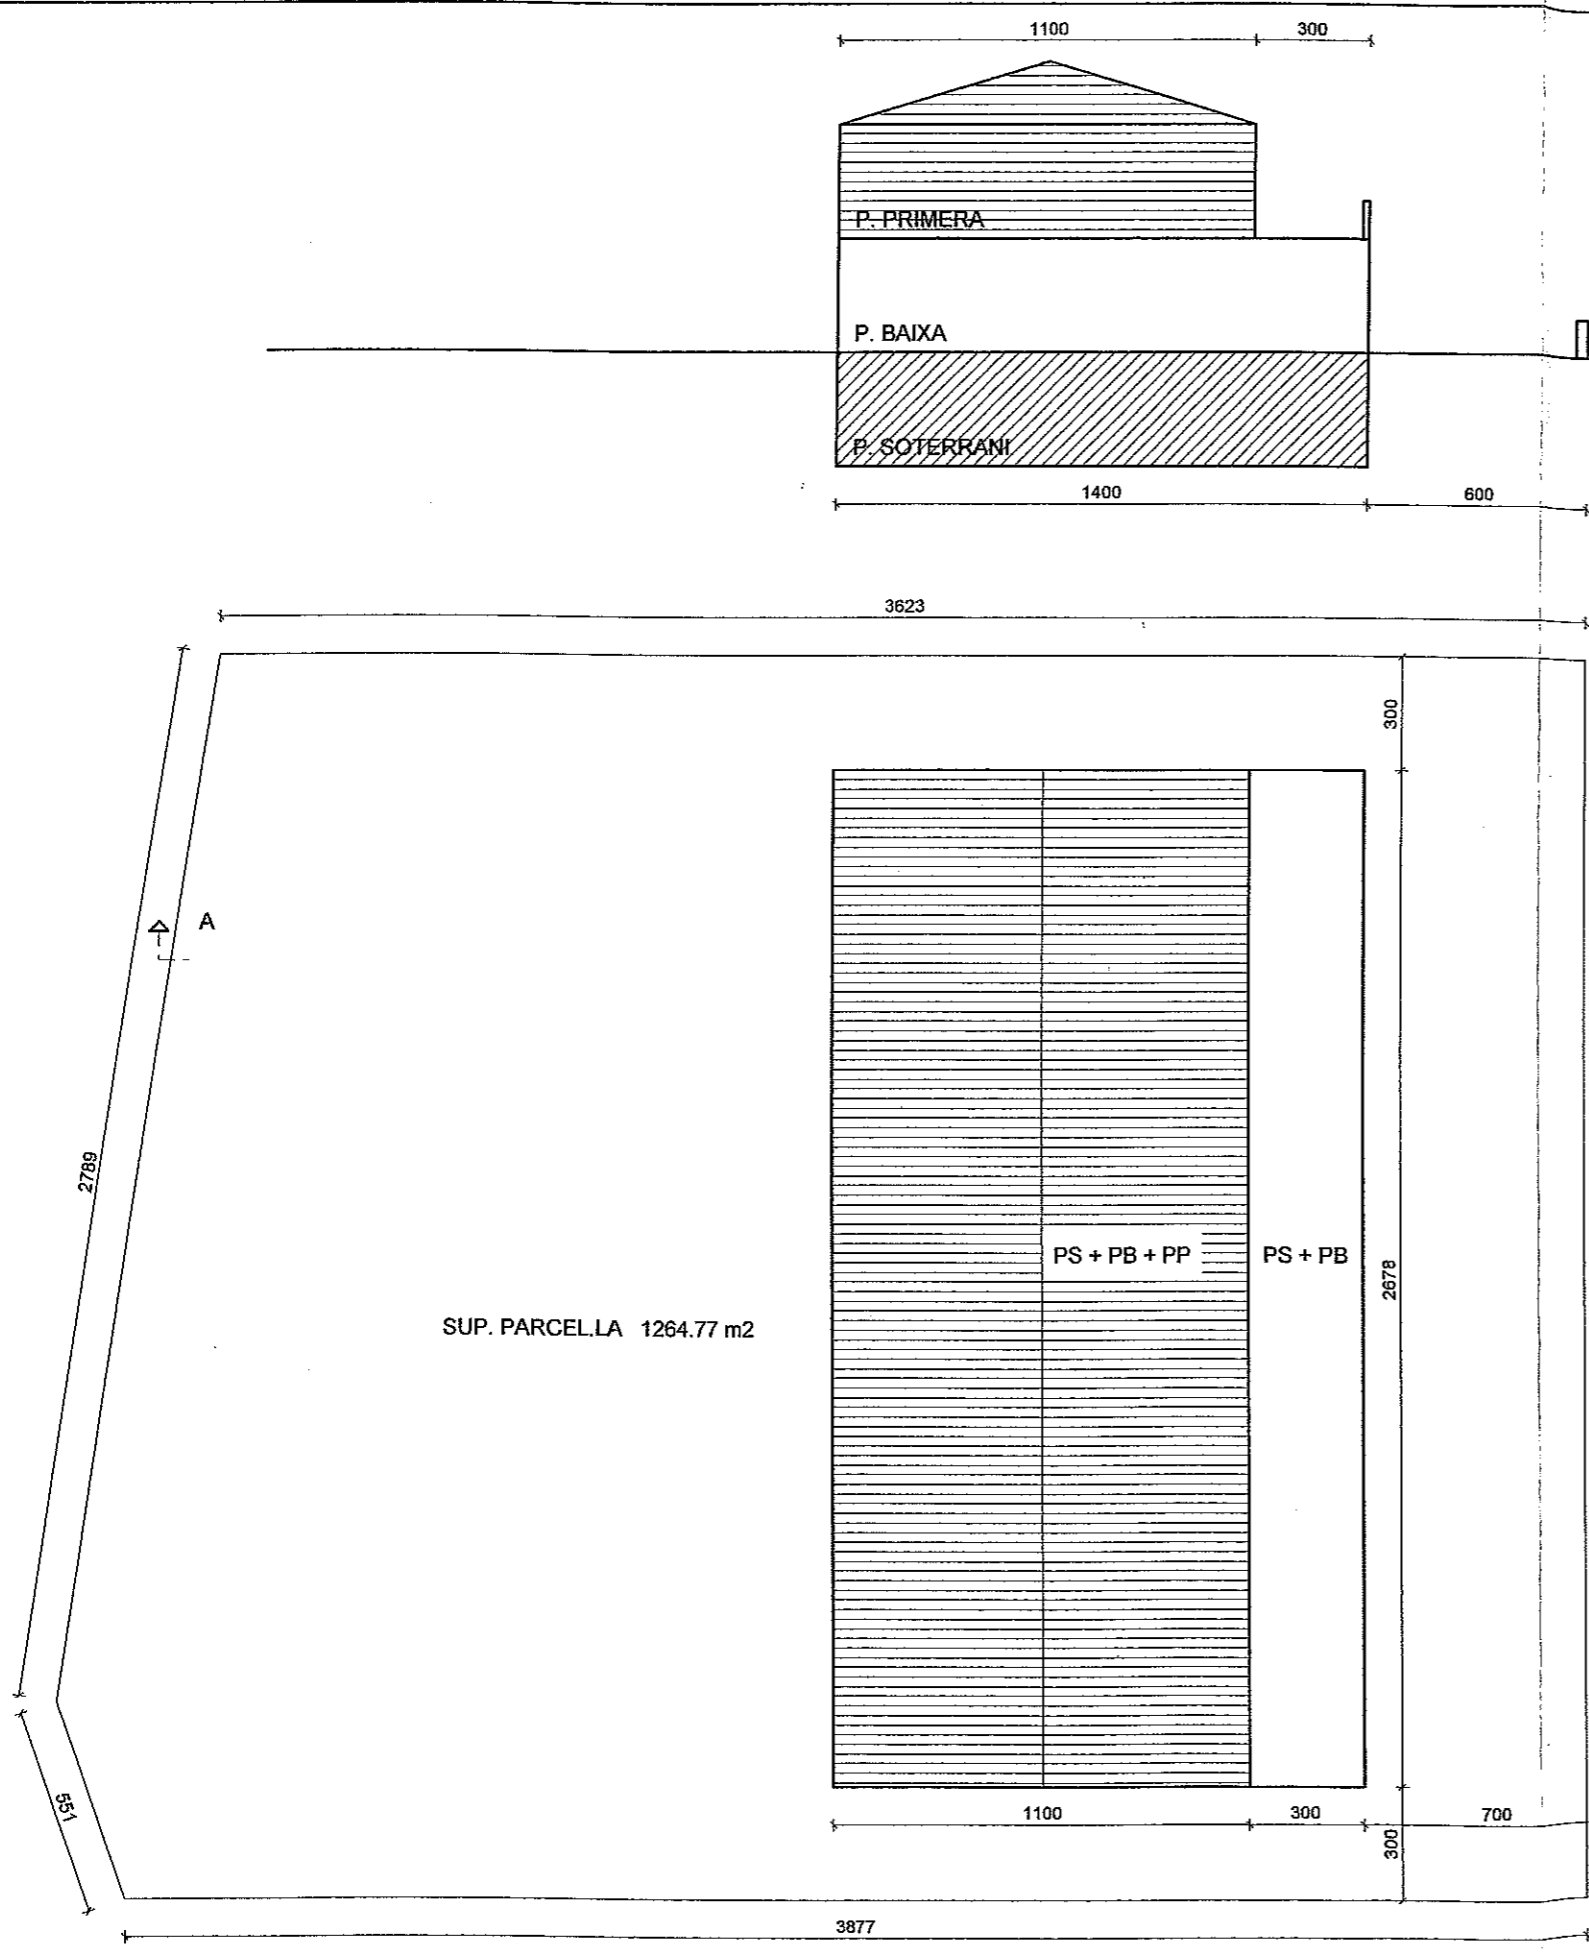 1100 300
P. PRIMERA
P. BAIXA
P. SOTERRANI
1400 600
3623
300
A
2789
PS + PB + PP PS + PB
2678
SUP. PARCEL.LA 1264.77 m2
551
1100 300 700
300
3877